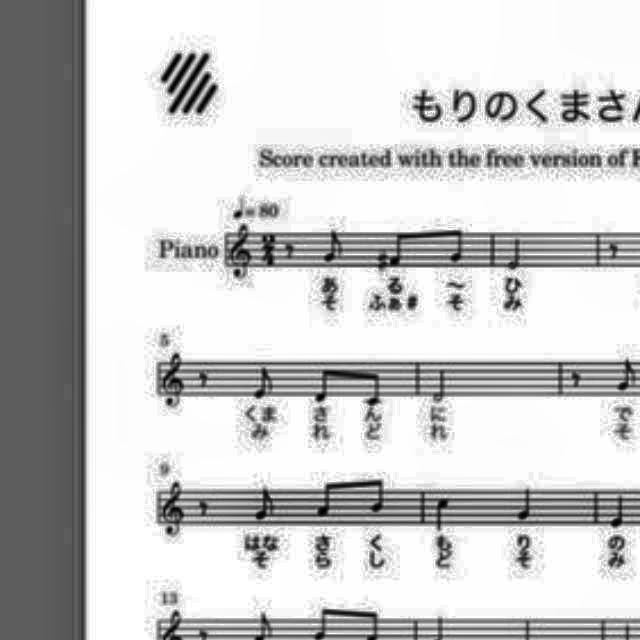 もりのくまさ
Score created with the free version of
♩= 80
Piano
2/4
あ る 〜 ひ
そ ふぁ# そ み
5
くま さ んに で
み れ ど れ そ
9
はな さ く も り の
そ ら し ど そ み
13